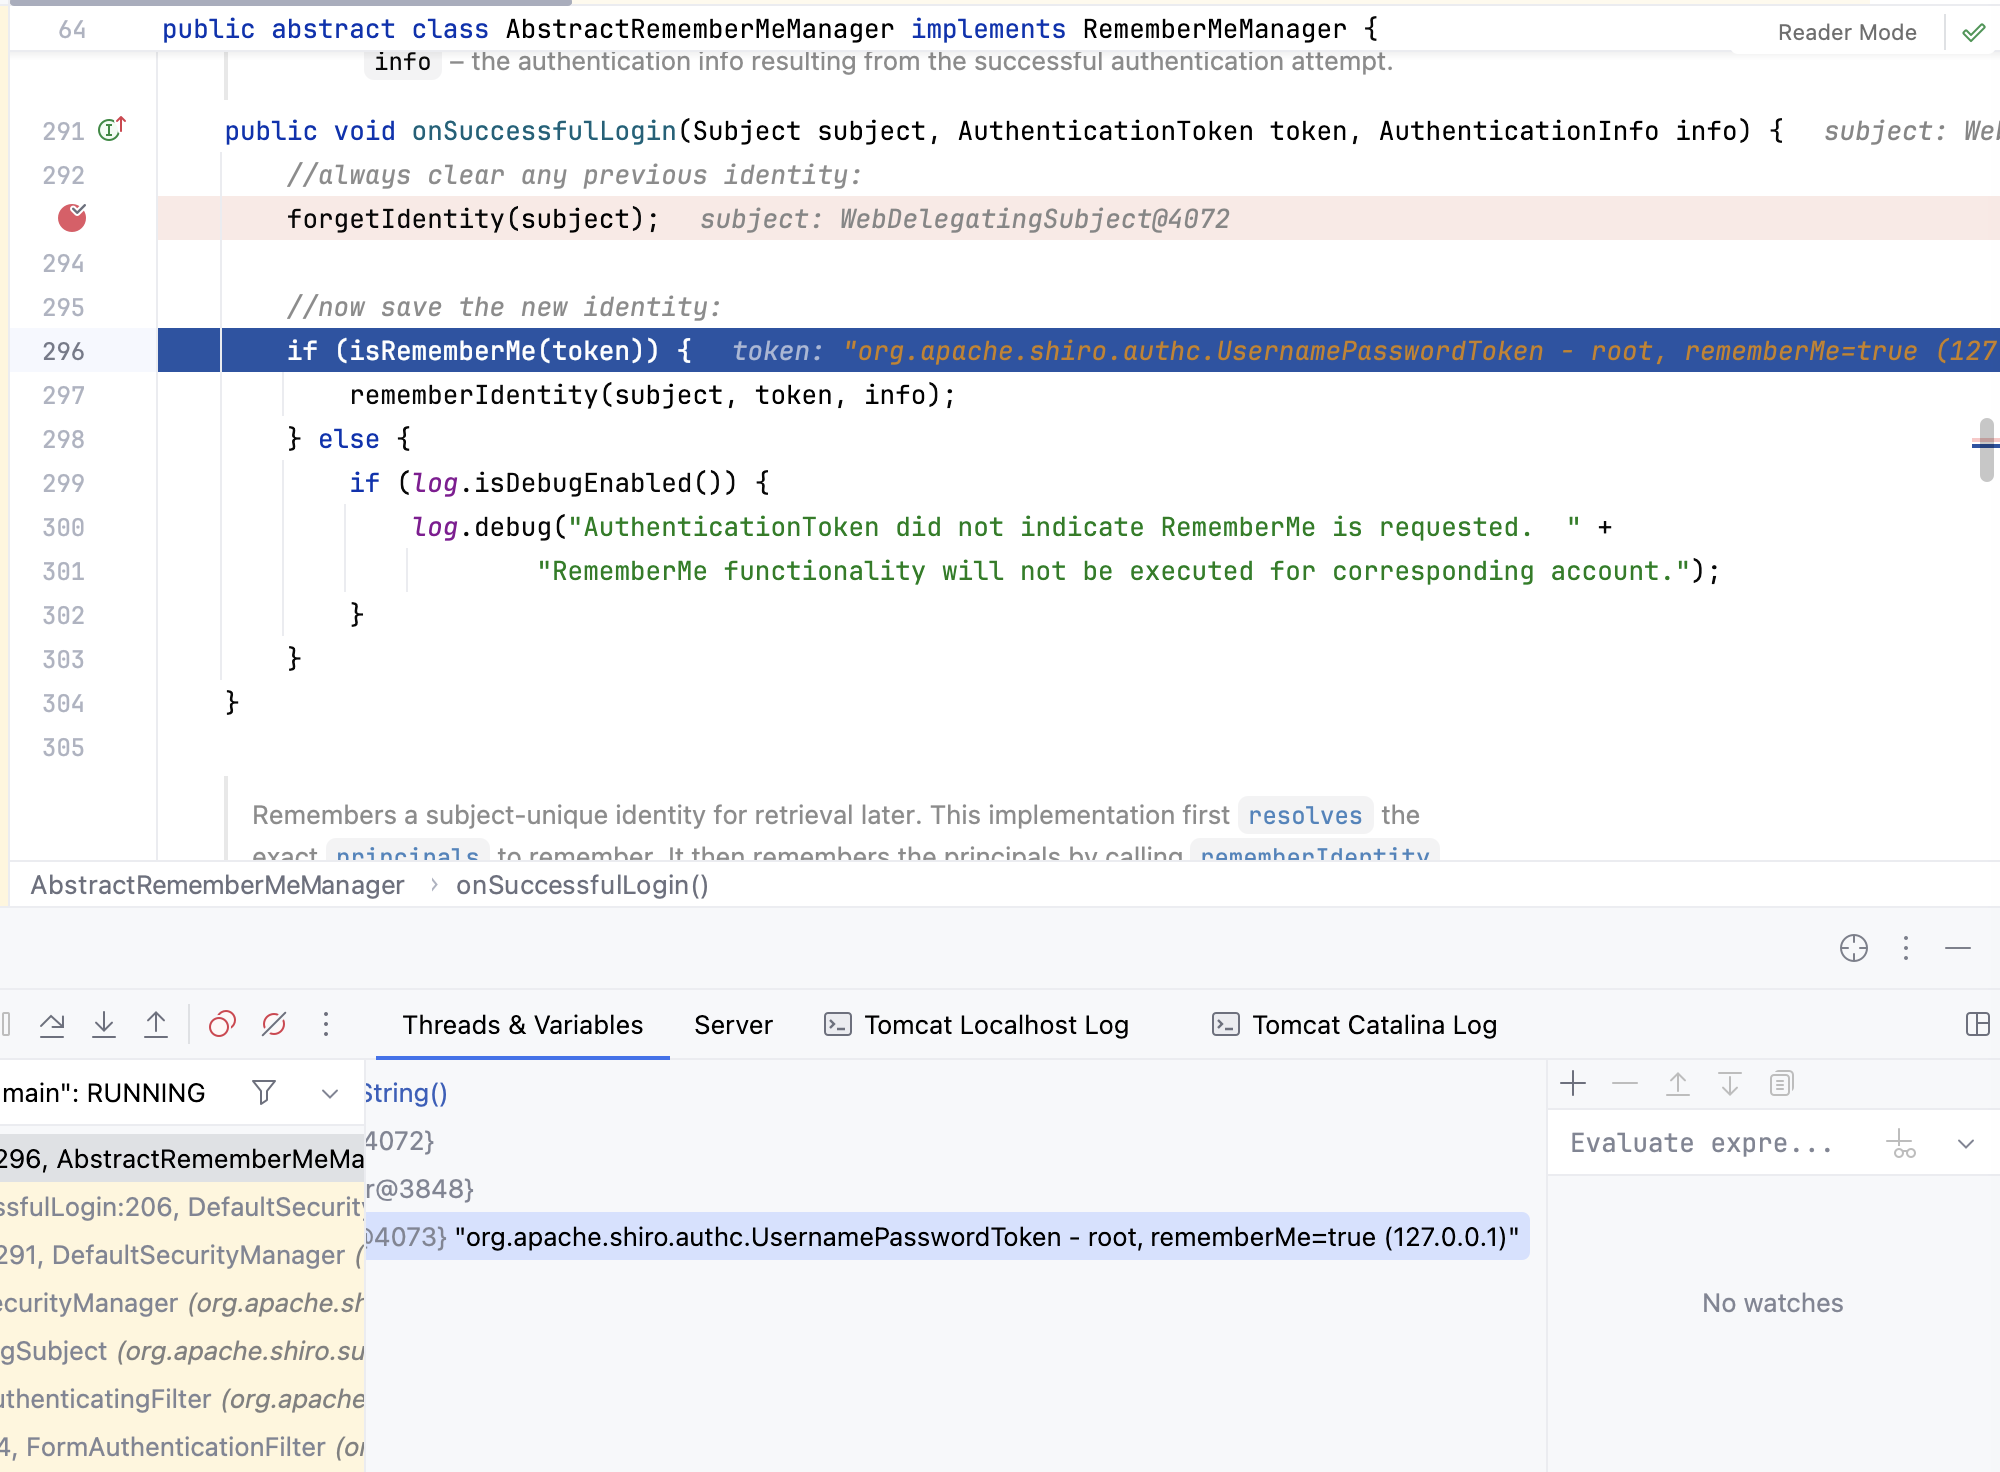 64 public abstract class AbstractRememberMeManager implements RememberMeManager {
Reader Mode
info – the authentication info resulting from the successful authentication attempt.
291 public void onSuccessfulLogin(Subject subject, AuthenticationToken token, AuthenticationInfo info) { subject: Web
292 //always clear any previous identity:
forgetIdentity(subject); subject: WebDelegatingSubject@4072
294
295 //now save the new identity:
296 if (isRememberMe(token)) { token: "org.apache.shiro.authc.UsernamePasswordToken - root, rememberMe=true (127
297 rememberIdentity(subject, token, info);
298 } else {
299 if (log.isDebugEnabled()) {
300 log.debug("AuthenticationToken did not indicate RememberMe is requested.  " +
301 "RememberMe functionality will not be executed for corresponding account.");
302 }
303 }
304 }
305
Remembers a subject-unique identity for retrieval later. This implementation first resolves the
exact principals to remember. It then remembers the principals by calling rememberIdentity
AbstractRememberMeManager › onSuccessfulLogin()
Threads & Variables Server Tomcat Localhost Log Tomcat Catalina Log
main": RUNNING
296, AbstractRememberMeMa
ssfulLogin:206, DefaultSecurity
291, DefaultSecurityManager (
ecurityManager (org.apache.sh
gSubject (org.apache.shiro.su
uthenticatingFilter (org.apache
4, FormAuthenticationFilter (or
String()
4072}
r@3848}
@4073} "org.apache.shiro.authc.UsernamePasswordToken - root, rememberMe=true (127.0.0.1)"
Evaluate expre...
No watches